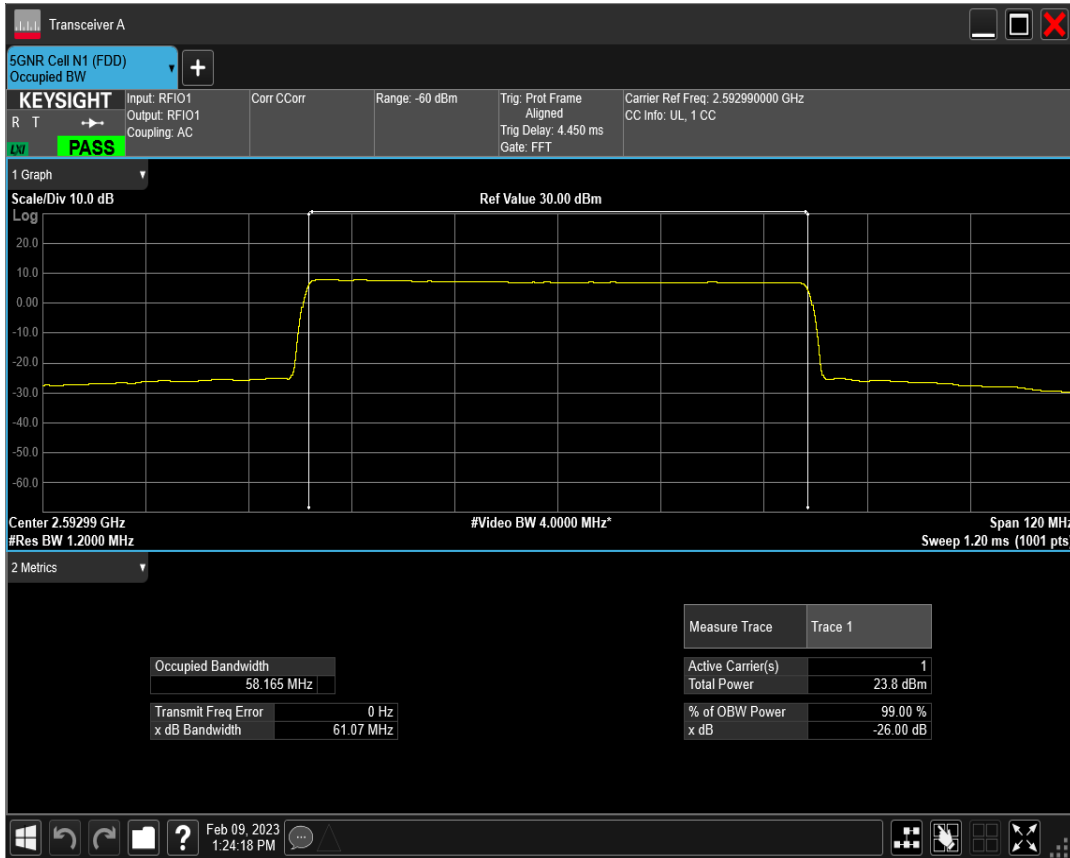 Transceiver A
5GNR Cell N1 (FDD)
Occupied BW
+
KEYSIGHT
R T
LXI
PASS
Input: RFIO1
Output: RFIO1
Coupling: AC
Corr CCorr
Range: -60 dBm
Trig: Prot Frame
Aligned
Trig Delay: 4.450 ms
Gate: FFT
Carrier Ref Freq: 2.592990000 GHz
CC Info: UL, 1 CC
1 Graph
Scale/Div 10.0 dB
Ref Value 30.00 dBm
Log
20.0
10.0
0.00
-10.0
-20.0
-30.0
-40.0
-50.0
-60.0
Center 2.59299 GHz
#Video BW 4.0000 MHz*
Span 120 MHz
#Res BW 1.2000 MHz
Sweep 1.20 ms (1001 pts)
2 Metrics
Measure Trace Trace 1
Occupied Bandwidth
58.165 MHz
Active Carrier(s) 1
Total Power 23.8 dBm
Transmit Freq Error 0 Hz
x dB Bandwidth 61.07 MHz
% of OBW Power 99.00 %
x dB -26.00 dB
?
Feb 09, 2023
1:24:18 PM